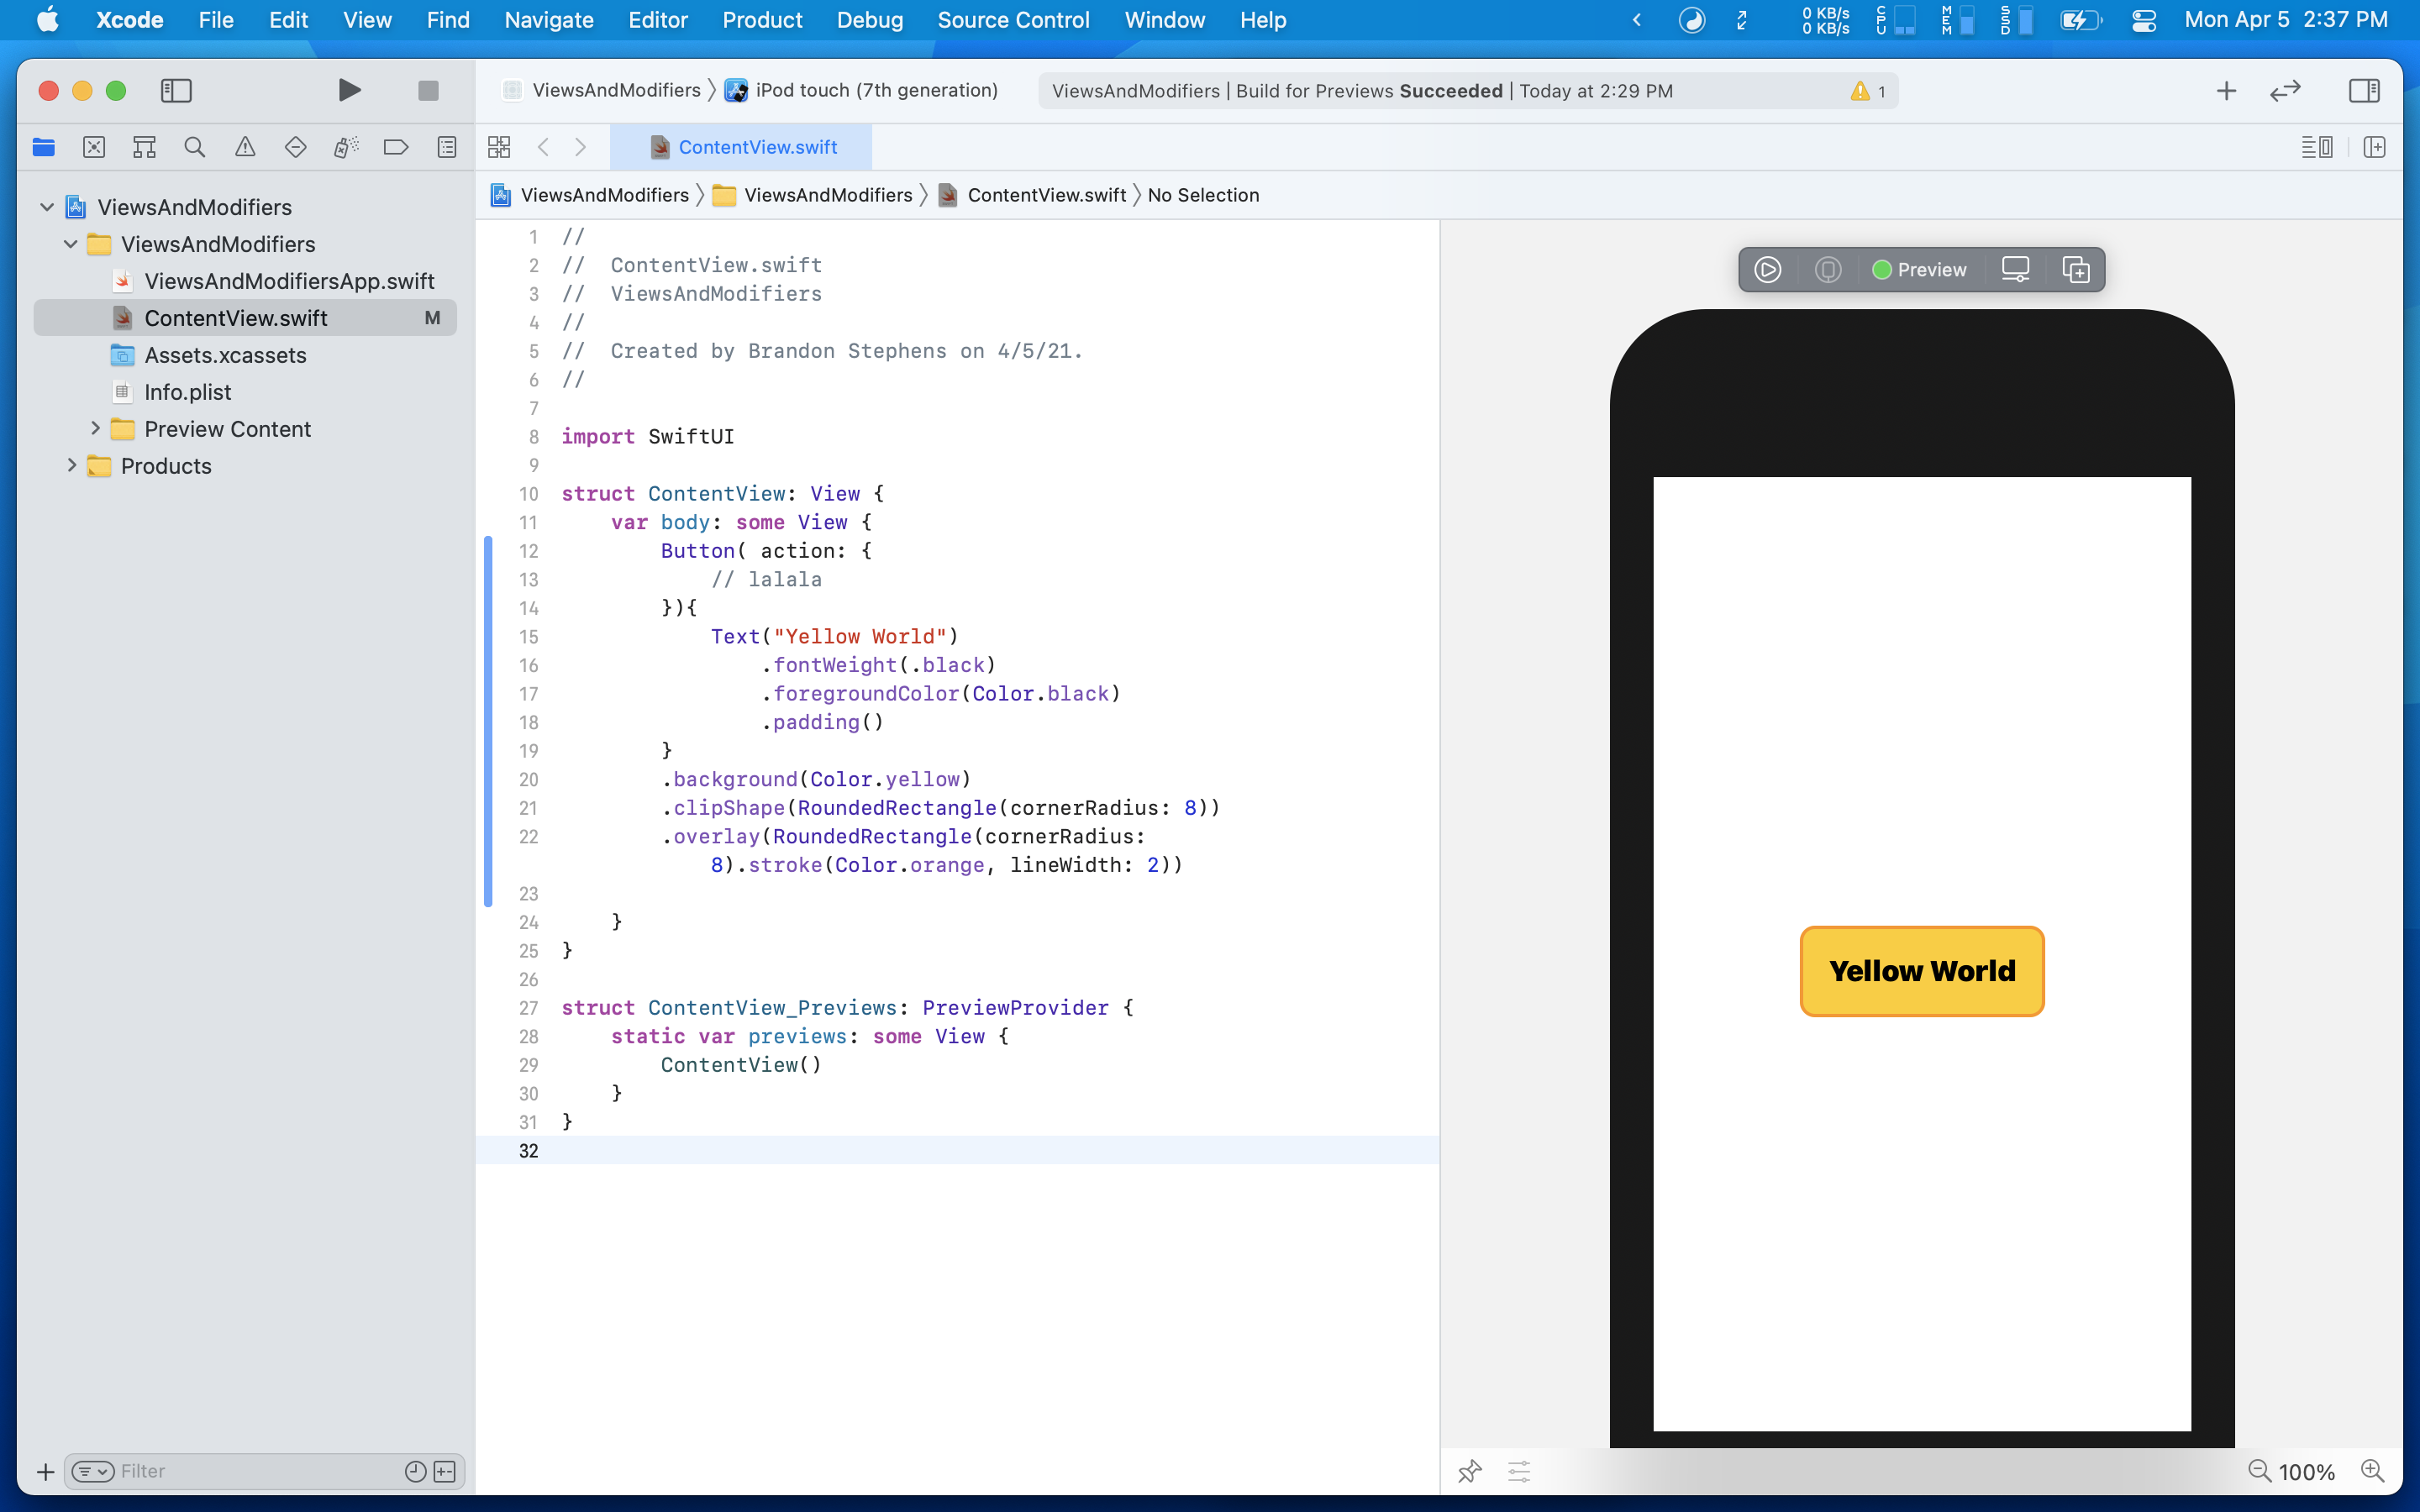 Xcode File Edit View Find Navigate Editor Product Debug Source Control Window Help
0 KB/s
0 KB/s
CPU
MEM
SSD
Mon Apr 5 2:37 PM
ViewsAndModifiers iPod touch (7th generation)
ViewsAndModifiers | Build for Previews Succeeded | Today at 2:29 PM
1
ContentView.swift
ViewsAndModifiers ViewsAndModifiers ContentView.swift No Selection
ViewsAndModifiers
ViewsAndModifiers
ViewsAndModifiersApp.swift
ContentView.swift M
Assets.xcassets
Info.plist
Preview Content
Products
Filter
1 //
2 //  ContentView.swift
3 //  ViewsAndModifiers
4 //
5 //  Created by Brandon Stephens on 4/5/21.
6 //
7
8 import SwiftUI
9
10 struct ContentView: View {
11     var body: some View {
12         Button( action: {
13             // lalala
14         }){
15             Text("Yellow World")
16                 .fontWeight(.black)
17                 .foregroundColor(Color.black)
18                 .padding()
19         }
20         .background(Color.yellow)
21         .clipShape(RoundedRectangle(cornerRadius: 8))
22         .overlay(RoundedRectangle(cornerRadius:
            8).stroke(Color.orange, lineWidth: 2))
23
24     }
25 }
26
27 struct ContentView_Previews: PreviewProvider {
28     static var previews: some View {
29         ContentView()
30     }
31 }
32
Preview
Yellow World
100%